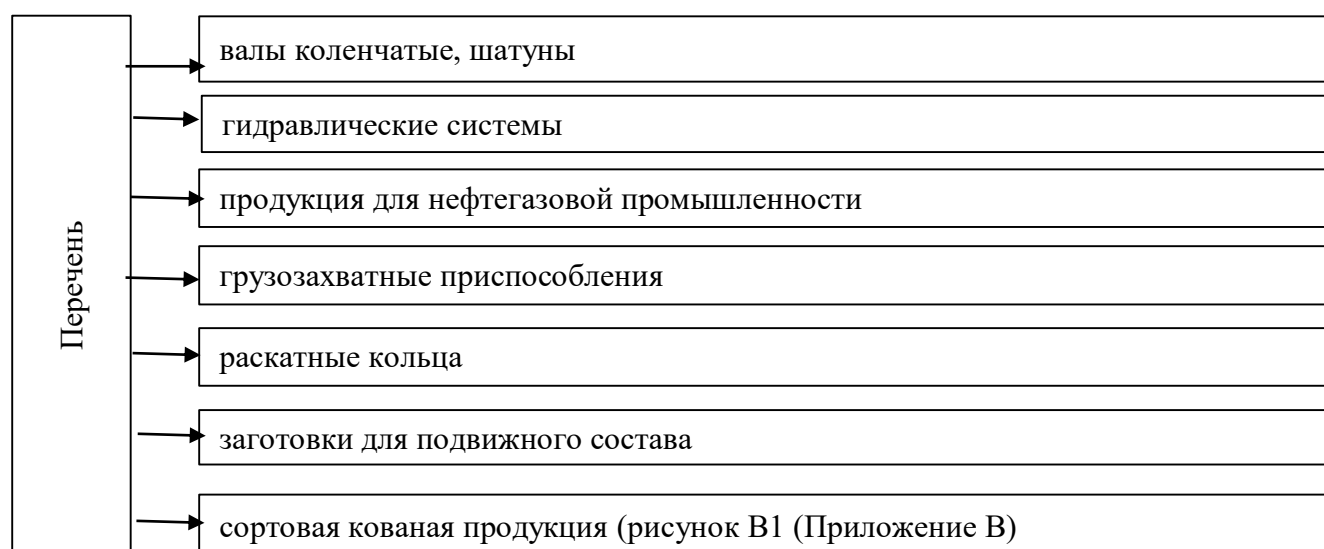 Перечень
валы коленчатые, шатуны
гидравлические системы
продукция для нефтегазовой промышленности
грузозахватные приспособления
раскатные кольца
заготовки для подвижного состава
сортовая кованая продукция (рисунок В1 (Приложение В)